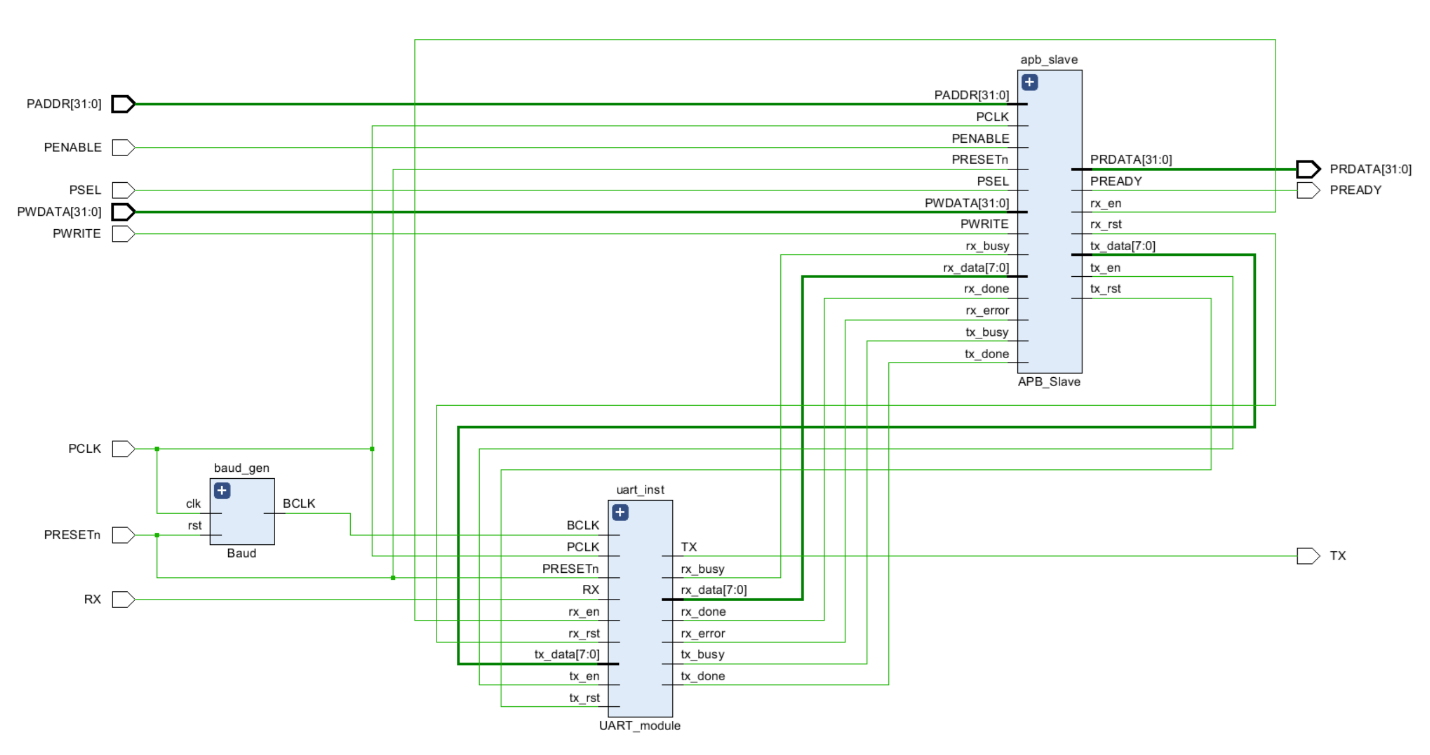 apb_slave
PADDR[31:0]
PADDR[31:0]
PCLK
PENABLE
PENABLE
PRESETn
PRDATA[31:0]
PRDATA[31:0]
PSEL
PSEL
PREADY
PREADY
PWDATA[31:0]
PWDATA[31:0]
rx_en
PWRITE
PWRITE
rx_rst
rx_busy
tx_data[7:0]
rx_data[7:0]
tx_en
rx_done
tx_rst
rx_error
tx_busy
tx_done
APB_Slave
PCLK
baud_gen
clk
BCLK
rst
PRESETn
Baud
uart_inst
BCLK
PCLK
TX
TX
PRESETn
rx_busy
RX
RX
rx_data[7:0]
rx_en
rx_done
rx_rst
rx_error
tx_data[7:0]
tx_busy
tx_en
tx_done
tx_rst
UART_module